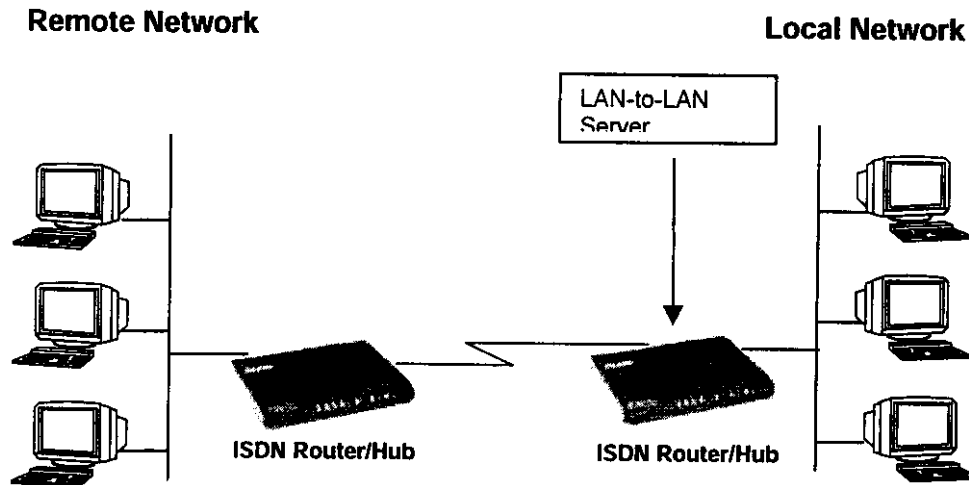 Remote Network
Local Network
LAN-to-LAN
Server
ISDN Router/Hub
ISDN Router/Hub